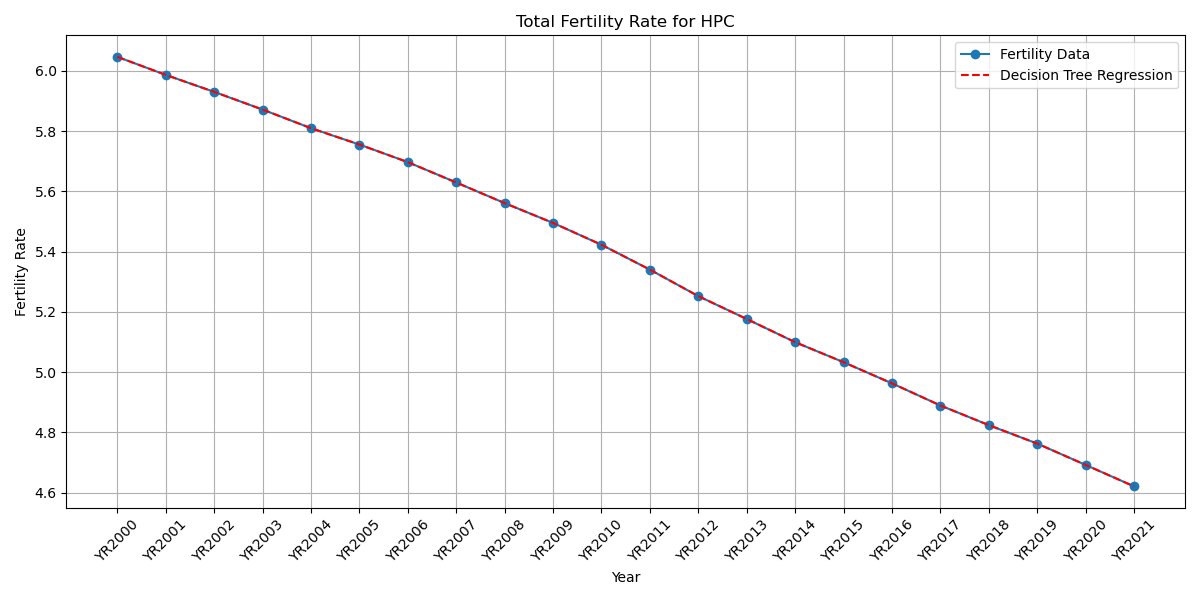 Total Fertility Rate for HPC
Fertility Data
Decision Tree Regression
Fertility Rate
6.0
5.8
5.6
5.4
5.2
5.0
4.8
4.6
YR2000
YR2001
YR2002
YR2003
YR2004
YR2005
YR2006
YR2007
YR2008
YR2009
YR2010
YR2011
YR2012
YR2013
YR2014
YR2015
YR2016
YR2017
YR2018
YR2019
YR2020
YR2021
Year